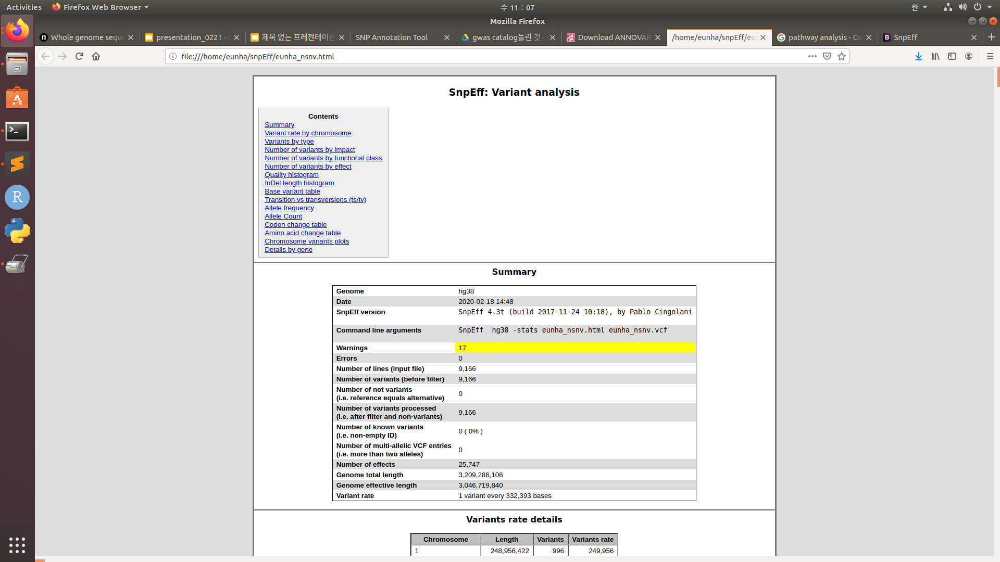 Activities
Firefox Web Browser
수 11 : 07
한
Mozilla Firefox
Whole genome seque
presentation_0221 -
제목 없는 프레젠테이션
SNP Annotation Tool
gwas catalog돌린 것 -
Download ANNOVAR
/home/eunha/snpEff/eu
pathway analysis - Go
SnpEff
file:///home/eunha/snpEff/eunha_nsnv.html
SnpEff: Variant analysis
Contents
Summary
Variant rate by chromosome
Variants by type
Number of variants by impact
Number of variants by functional class
Number of variants by effect
Quality histogram
InDel length histogram
Base variant table
Transition vs transversions (ts/tv)
Allele frequency
Allele Count
Codon change table
Amino acid change table
Chromosome variants plots
Details by gene
Summary
Genome hg38
Date 2020-02-18 14:48
SnpEff version SnpEff 4.3t (build 2017-11-24 10:18), by Pablo Cingolani
Command line arguments SnpEff  hg38 -stats eunha_nsnv.html eunha_nsnv.vcf
Warnings 17
Errors 0
Number of lines (input file) 9,166
Number of variants (before filter) 9,166
Number of not variants
(i.e. reference equals alternative) 0
Number of variants processed
(i.e. after filter and non-variants) 9,166
Number of known variants
(i.e. non-empty ID) 0 ( 0% )
Number of multi-allelic VCF entries
(i.e. more than two alleles) 0
Number of effects 25,747
Genome total length 3,209,286,106
Genome effective length 3,046,719,840
Variant rate 1 variant every 332,393 bases
Variants rate details
Chromosome Length Variants Variants rate
1 248,956,422 996 249,956